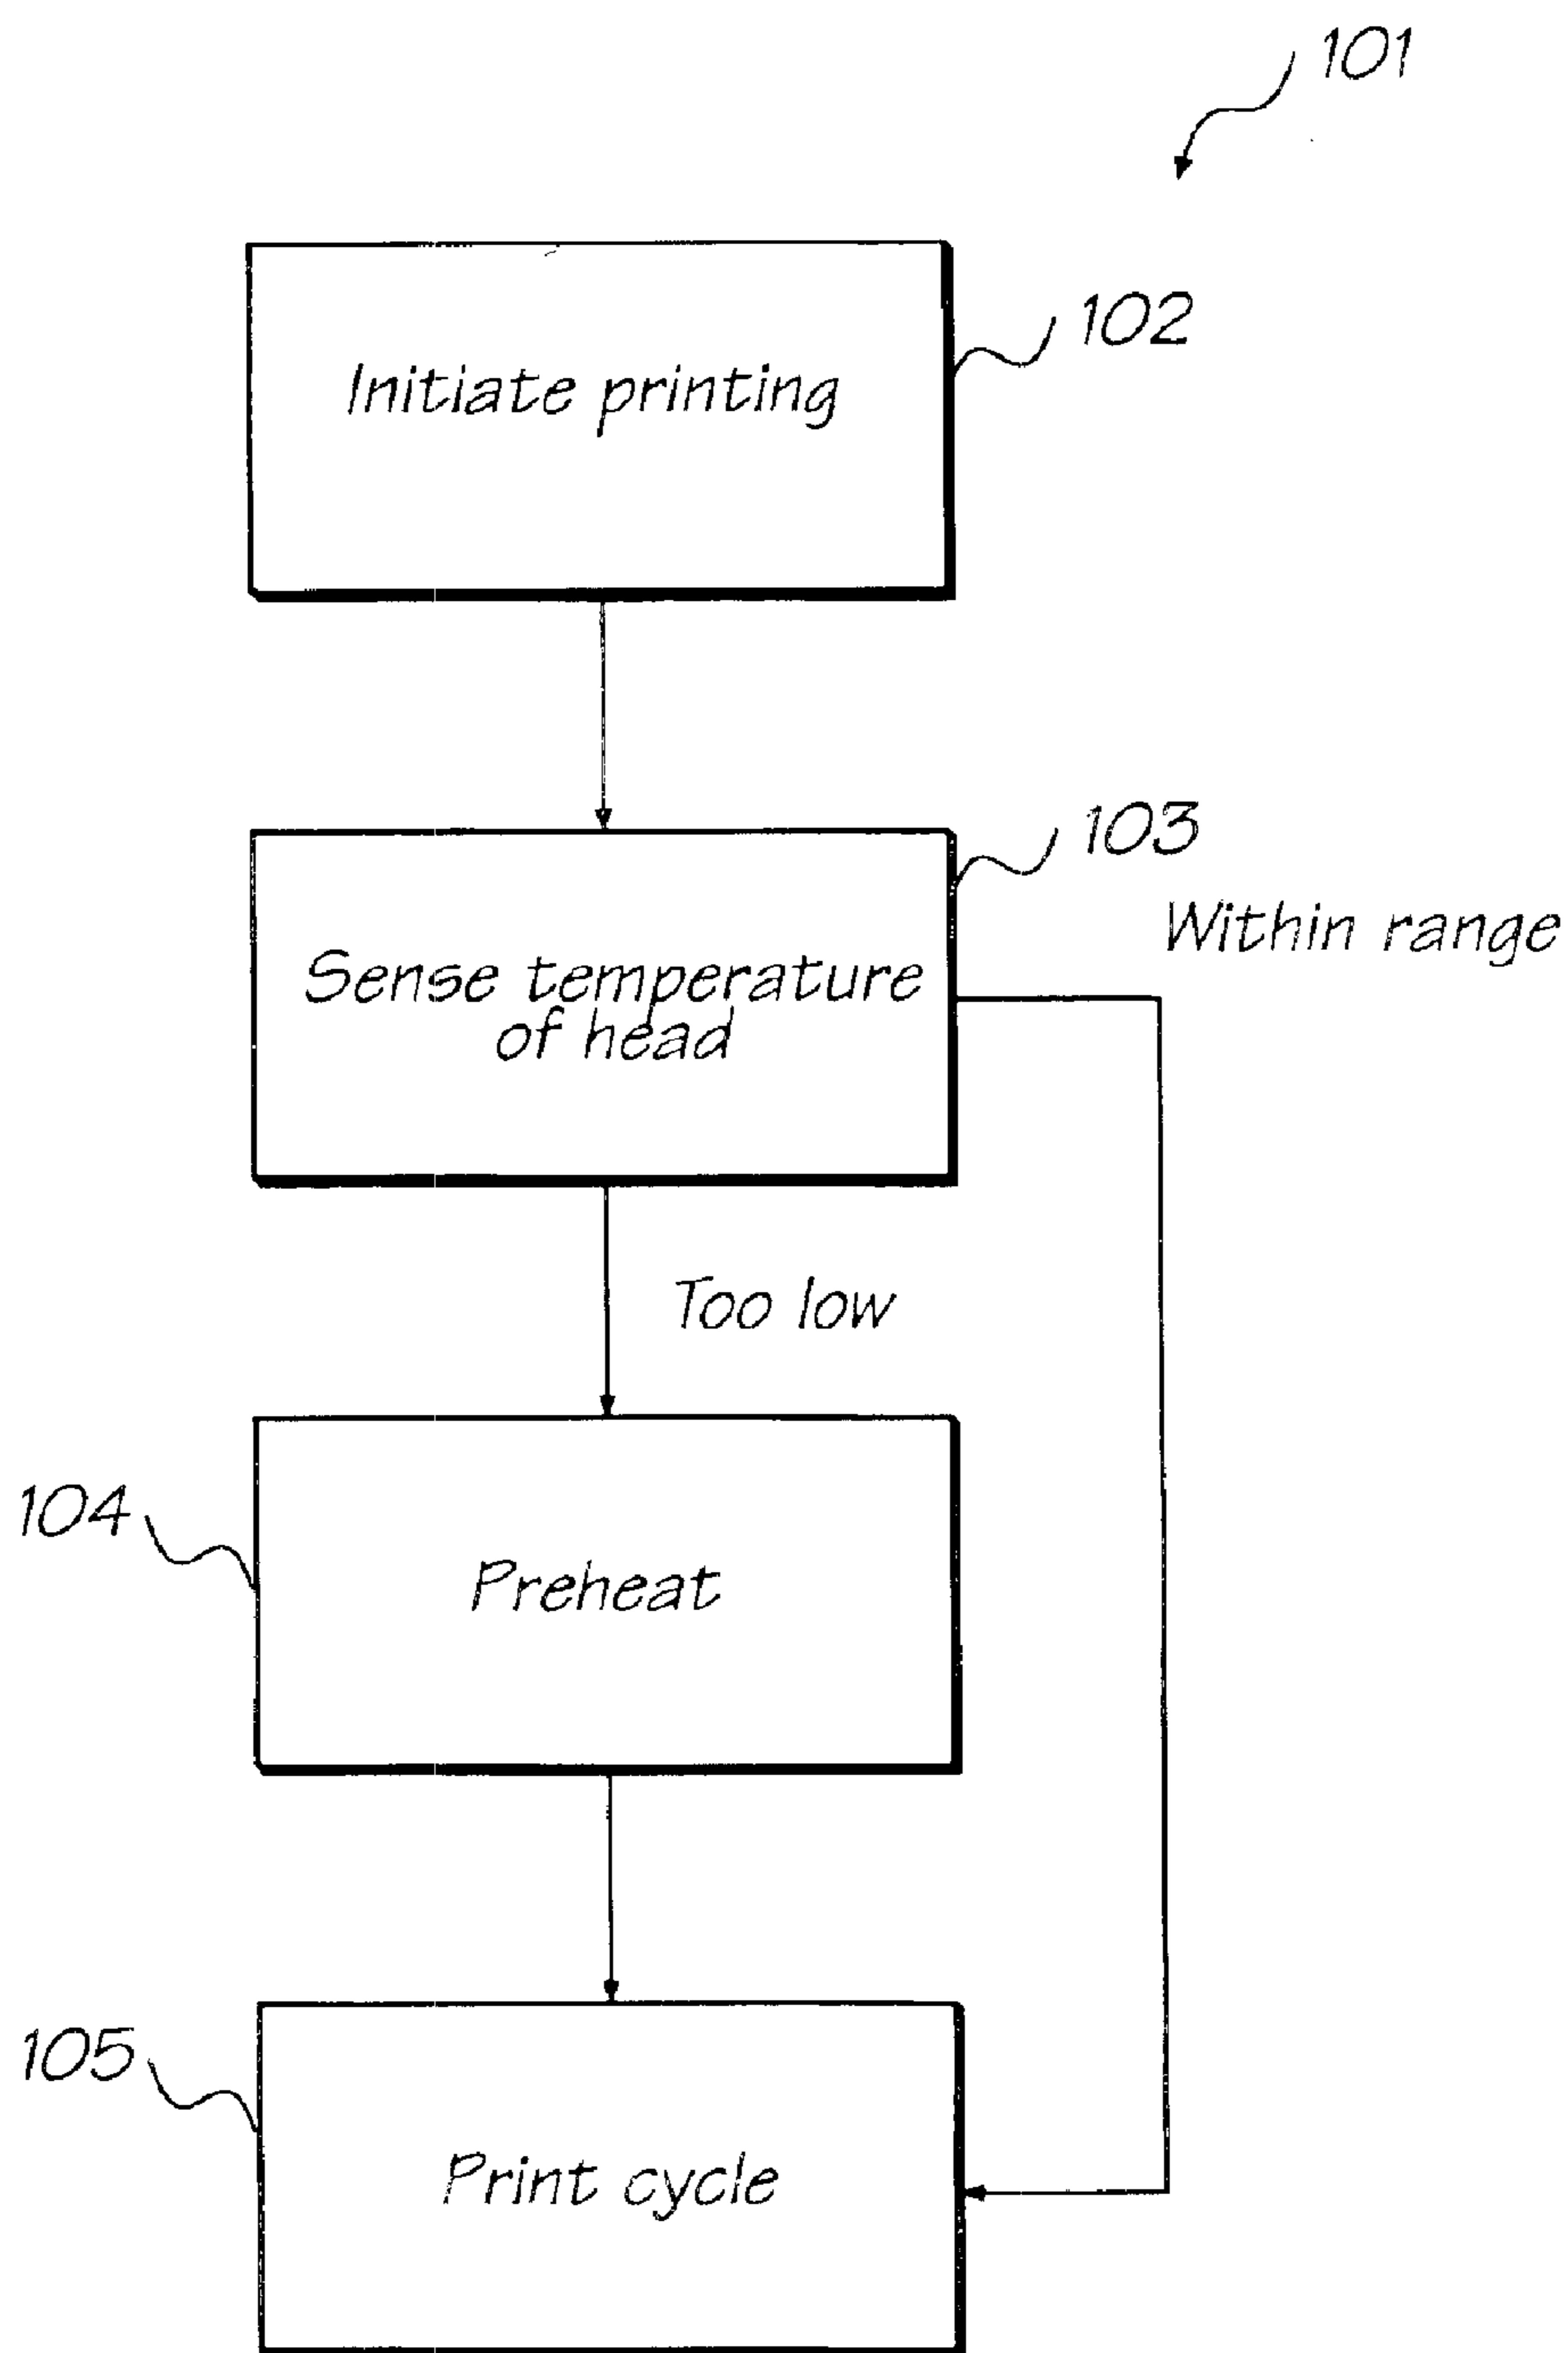 101
102
Initiate printing
103
Within range
Sense temperature
of head
Too low
104
Preheat
105
Print cycle